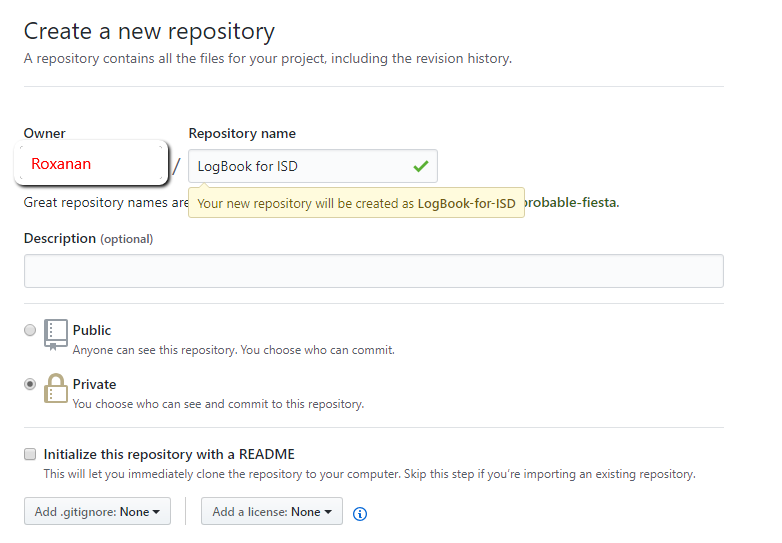 Create a new repository
A repository contains all the files for your project, including the revision history.
Owner
Repository name
Roxanan
/
LogBook for ISD
Your new repository will be created as LogBook-for-ISD
Great repository names are probable-fiesta.
Description (optional)
Public
Anyone can see this repository. You choose who can commit.
Private
You choose who can see and commit to this repository.
Initialize this repository with a README
This will let you immediately clone the repository to your computer. Skip this step if you’re importing an existing repository.
Add .gitignore: None
Add a license: None